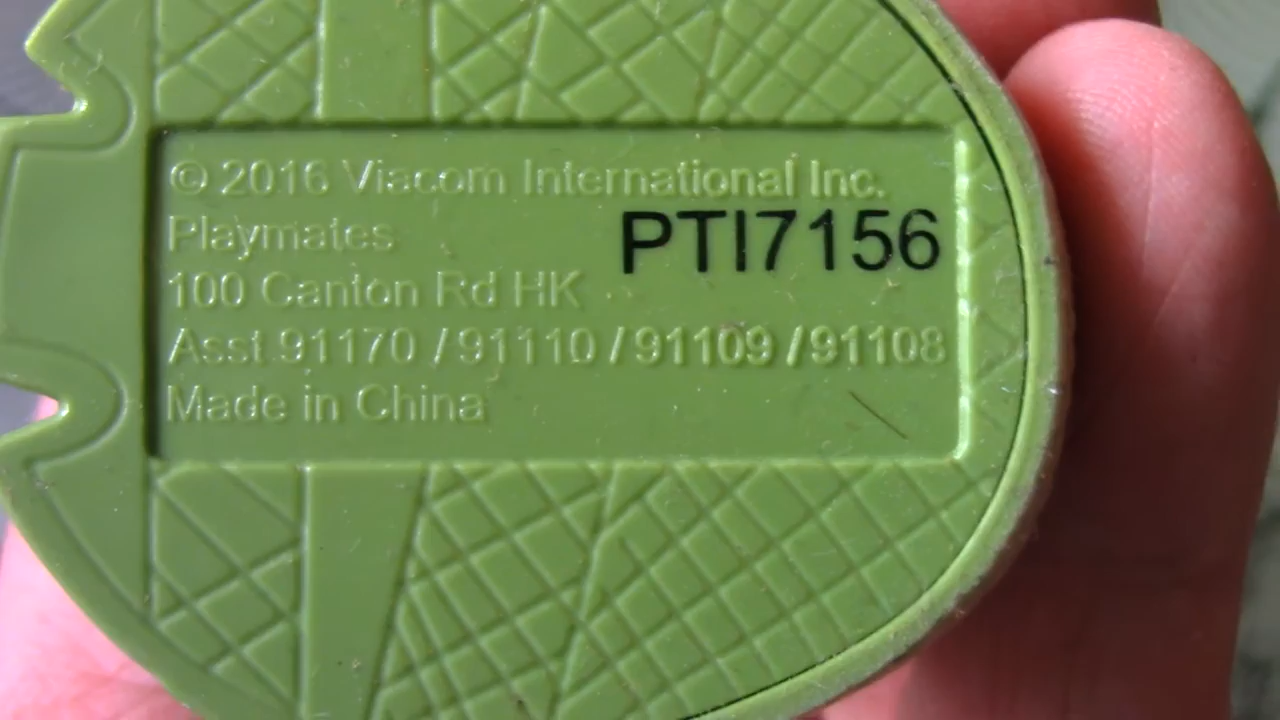 © 2016 Viacom International Inc.
Playmates
PTI7156
100 Canton Rd HK
Asst.91170 /91110 /91109 /91108
Made in China